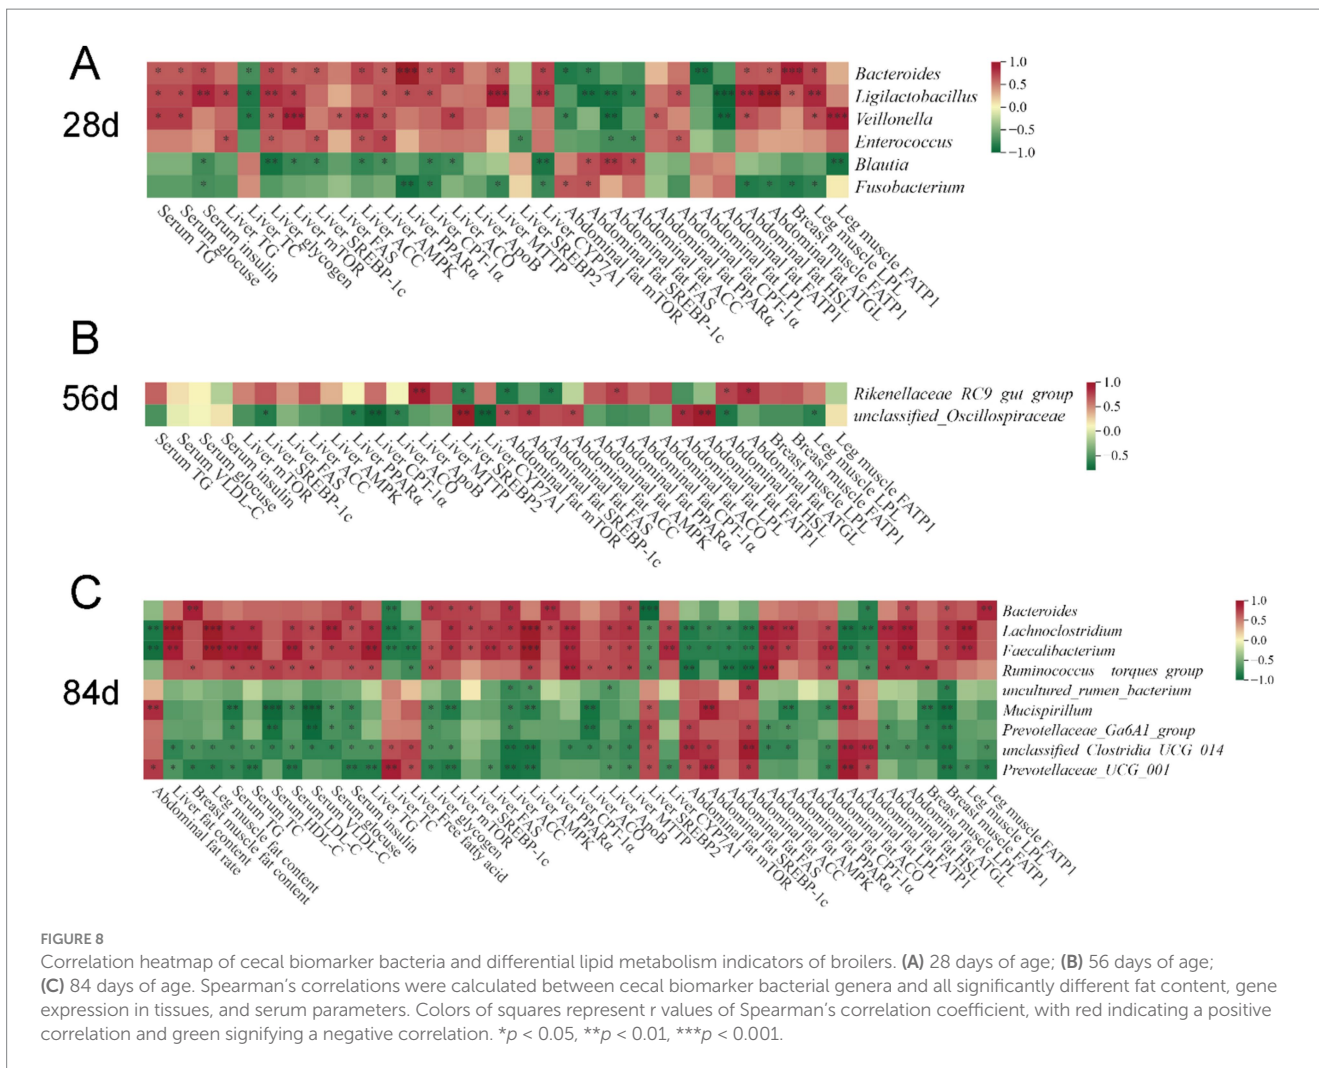 A
28d
1.0
0.5
0.0
−0.5
−1.0
Bacteroides
Ligilactobacillus
Veillonella
Enterococcus
Blautia
Fusobacterium
Serum TG
Serum glocuse
Serum insulin
Liver TG
Liver TC
Liver glycogen
Liver mTOR
Liver SREBP-1c
Liver FAS
Liver ACC
Liver AMPK
Liver PPARα
Liver CPT-1α
Liver ACO
Liver ApoB
Liver MTTP
Liver SREBP2
Liver CYP7A1
Abdominal fat mTOR
Abdominal fat SREBP-1c
Abdominal fat FAS
Abdominal fat ACC
Abdominal fat PPARα
Abdominal fat CPT-1α
Abdominal fat LPL
Abdominal fat FATP1
Abdominal fat HSL
Abdominal fat ATGL
Breast muscle FATP1
Leg muscle LPL
Leg muscle FATP1
B
56d
1.0
0.5
0.0
−0.5
Rikenellaceae RC9 gut group
unclassified_Oscillospiraceae
Serum TG
Serum VLDL-C
Serum glocuse
Serum insulin
Liver mTOR
Liver SREBP-1c
Liver FAS
Liver ACC
Liver AMPK
Liver PPARα
Liver CPT-1α
Liver ACO
Liver ApoB
Liver MTTP
Liver SREBP2
Liver CYP7A1
Abdominal fat mTOR
Abdominal fat SREBP-1c
Abdominal fat FAS
Abdominal fat ACC
Abdominal fat AMPK
Abdominal fat PPARα
Abdominal fat CPT-1α
Abdominal fat ACO
Abdominal fat LPL
Abdominal fat FATP1
Abdominal fat HSL
Abdominal fat ATGL
Breast muscle LPL
Breast muscle FATP1
Leg muscle LPL
Leg muscle FATP1
C
84d
1.0
0.5
0.0
−0.5
−1.0
Bacteroides
Lachnoclostridium
Faecalibacterium
Ruminococcus torques group
uncultured_rumen_bacterium
Mucispirillum
Prevotellaceae_Ga6A1_group
unclassified Clostridia UCG 014
Prevotellaceae_UCG_001
Abdominal fat rate
Liver fat content
Breast muscle fat content
Leg muscle fat content
Serum TG
Serum TC
Serum HDL-C
Serum LDL-C
Serum VLDL-C
Serum glocuse
Serum insulin
Liver TG
Liver TC
Liver Free fatty acid
Liver glycogen
Liver mTOR
Liver SREBP-1c
Liver FAS
Liver ACC
Liver AMPK
Liver PPARα
Liver CPT-1α
Liver ACO
Liver ApoB
Liver MTTP
Liver SREBP2
Liver CYP7A1
Abdominal fat mTOR
Abdominal fat SREBP-1c
Abdominal fat FAS
Abdominal fat ACC
Abdominal fat AMPK
Abdominal fat PPARα
Abdominal fat CPT-1α
Abdominal fat ACO
Abdominal fat LPL
Abdominal fat FATP1
Abdominal fat HSL
Abdominal fat ATGL
Breast muscle LPL
Breast muscle FATP1
Leg muscle LPL
Leg muscle FATP1
FIGURE 8
Correlation heatmap of cecal biomarker bacteria and differential lipid metabolism indicators of broilers. (A) 28 days of age; (B) 56 days of age;
(C) 84 days of age. Spearman's correlations were calculated between cecal biomarker bacterial genera and all significantly different fat content, gene
expression in tissues, and serum parameters. Colors of squares represent r values of Spearman's correlation coefficient, with red indicating a positive
correlation and green signifying a negative correlation. *p < 0.05, **p < 0.01, ***p < 0.001.